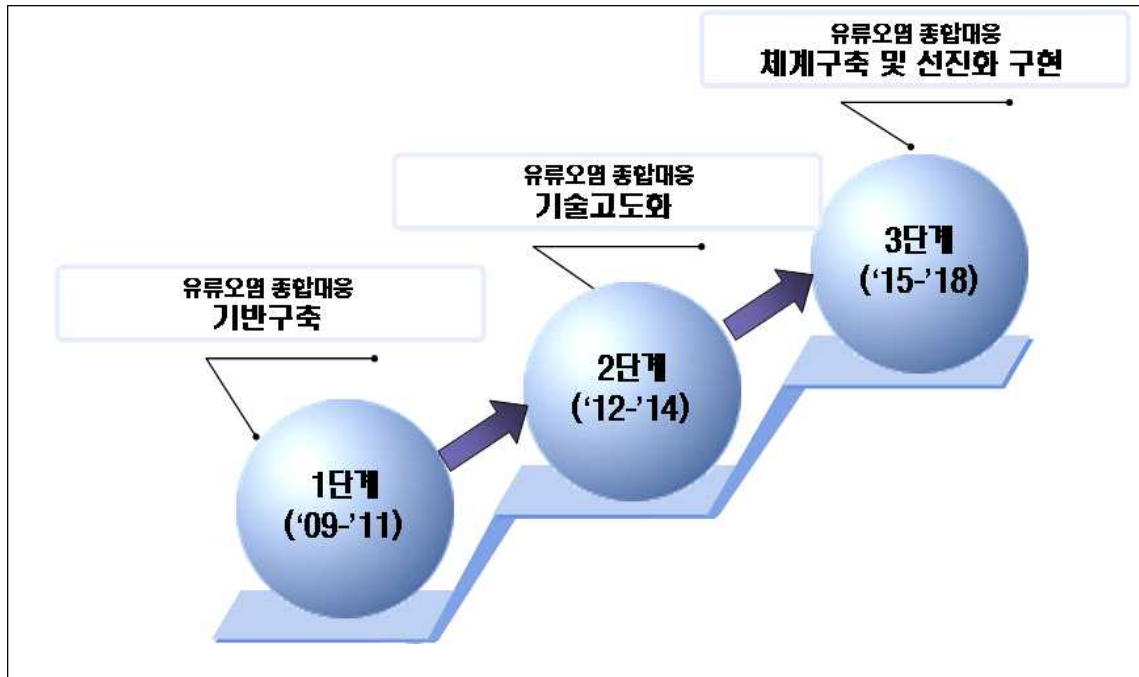 유류오염 종합대응
체계구축 및 선진화 구현
유류오염 종합대응
기술고도화
3단계
(‘15-’18)
유류오염 종합대응
기반구축
2단계
(‘12-’14)
1단계
(‘09-’11)